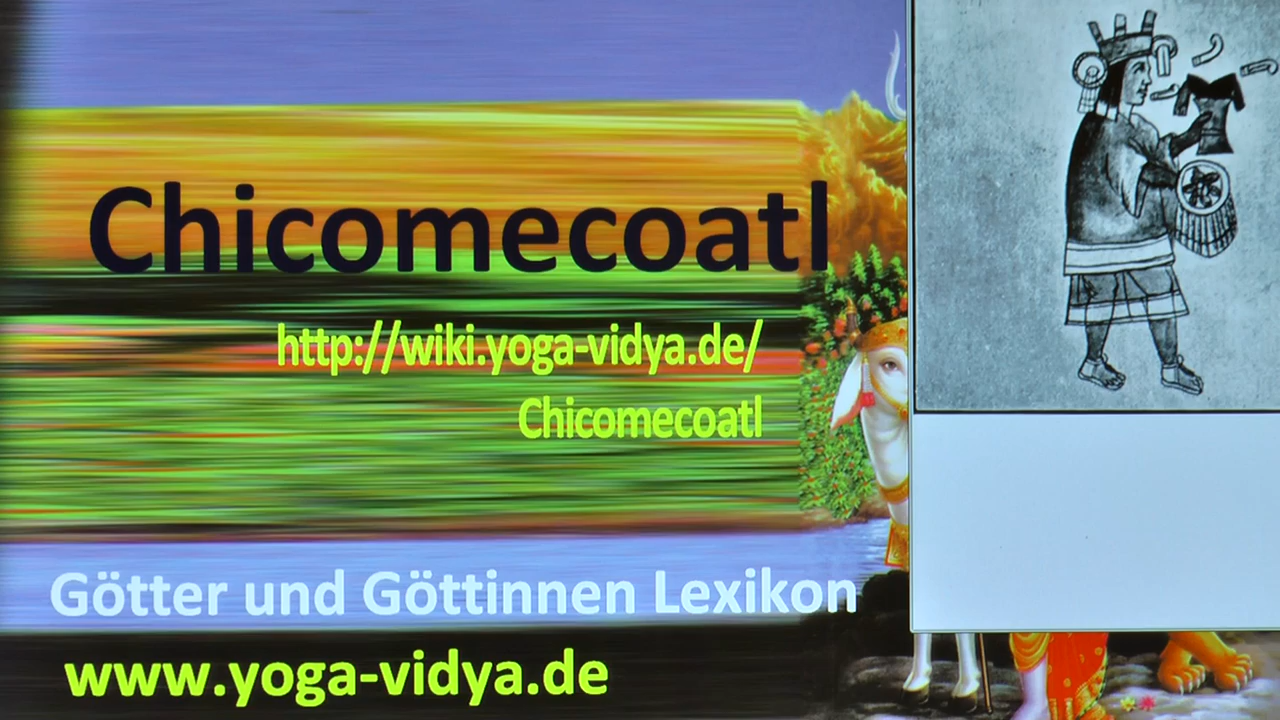 Chicomecoatl
http://wiki.yoga-vidya.de/
Chicomecoatl
Götter und Göttinnen Lexikon
www.yoga-vidya.de